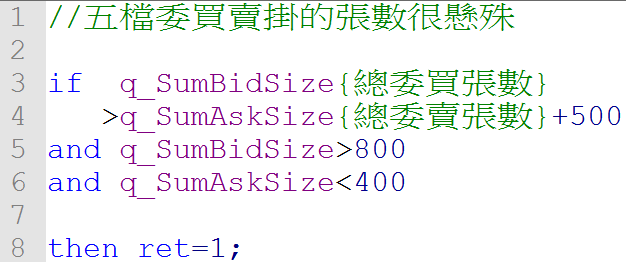 1 //五檔委買賣掛的張數很懸殊
2
3 if  q_SumBidSize{總委買張數}
4    >q_SumAskSize{總委賣張數}+500
5 and q_SumBidSize>800
6 and q_SumAskSize<400
7
8 then ret=1;